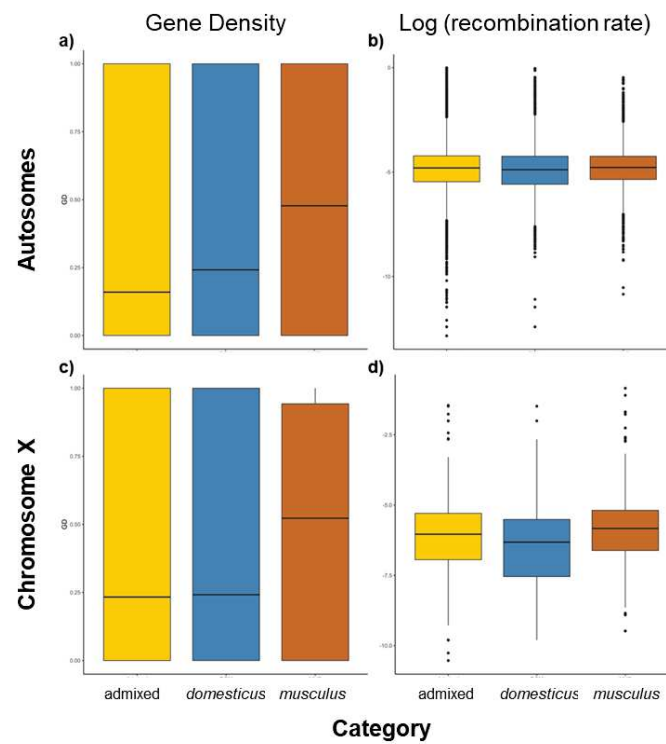 Gene Density
Log (recombination rate)
a)
b)
Autosomes
GD
1.00
0.75
0.50
0.25
0.00
0
-5
-10
c)
d)
Chromosome X
GD
1.00
0.75
0.50
0.25
0.00
-2.5
-5.0
-7.5
-10.0
admixed
domesticus
musculus
admixed
domesticus
musculus
Category